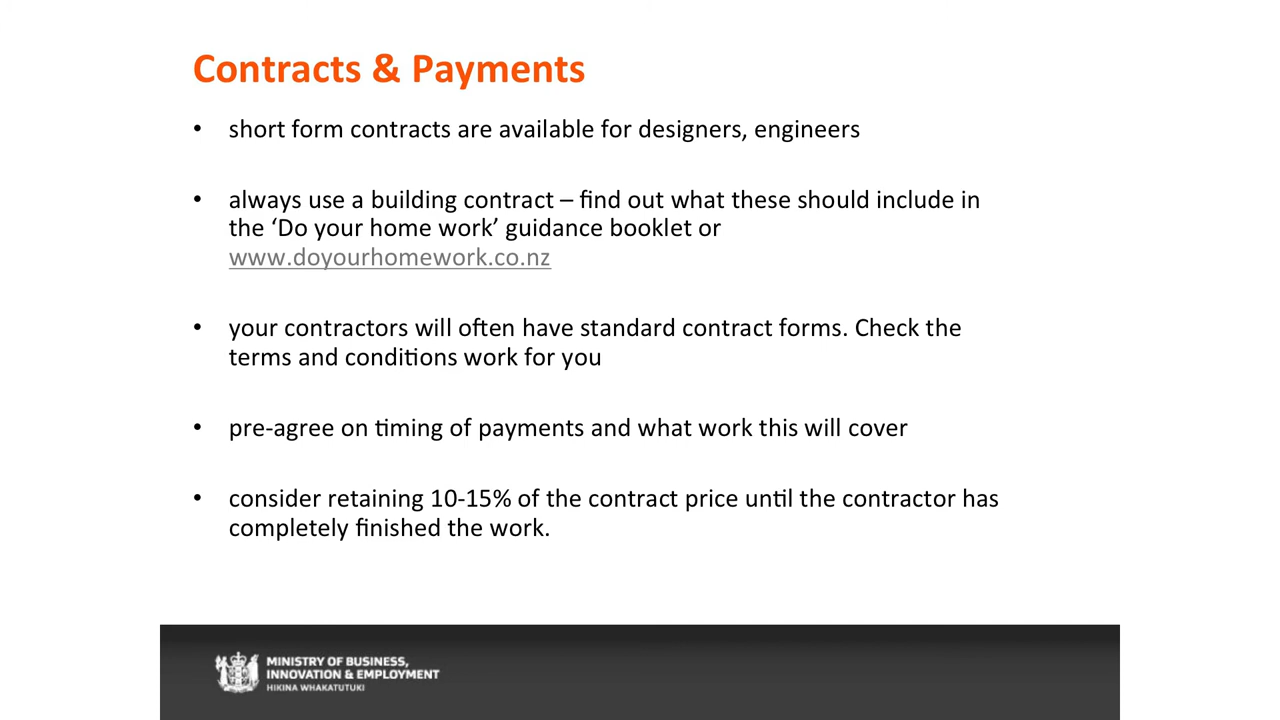 Contracts & Payments
• short form contracts are available for designers, engineers
• always use a building contract – find out what these should include in
the ‘Do your home work’ guidance booklet or
www.doyourhomework.co.nz
• your contractors will often have standard contract forms. Check the
terms and conditions work for you
• pre-agree on timing of payments and what work this will cover
• consider retaining 10-15% of the contract price until the contractor has
completely finished the work.
MINISTRY OF BUSINESS,
INNOVATION & EMPLOYMENT
HIKINA WHAKATUTUKI